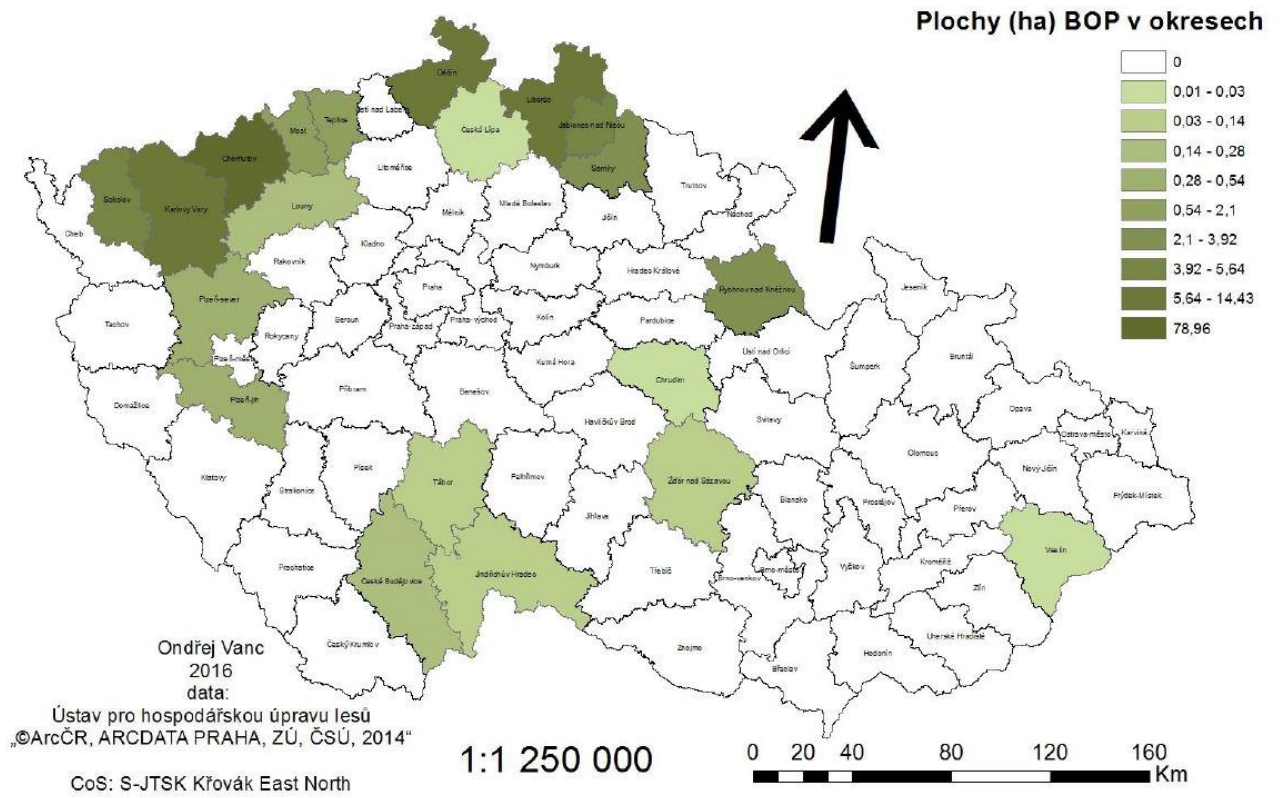 Plochy (ha) BOP v okresech
0
0,01 - 0,03
0,03 - 0,14
0,14 - 0,28
0,28 - 0,54
0,54 - 2,1
2,1 - 3,92
3,92 - 5,64
5,64 - 14,43
78,96
Děčín
Liberec
Ústí nad Labem
Teplice
Most
Česká Lípa
Jablonec nad Nisou
Chomutov
Litoměřice
Semily
Trutnov
Sokolov
Karlovy Vary
Louny
Mělník
Mladá Boleslav
Jičín
Náchod
Cheb
Kladno
Rakovník
Nymburk
Hradec Králové
Rychnov nad Kněžnou
Jeseník
Praha
Plzeň-sever
Tachov
Rokycany
Beroun
Praha-západ
Praha-východ
Kolín
Pardubice
Plzeň-město
Kutná Hora
Ústí nad Orlicí
Šumperk
Bruntál
Chrudim
Příbram
Benešov
Domažlice
Plzeň-jih
Opava
Havlíčkův Brod
Svitavy
Ostrava-město
Karviná
Olomouc
Klatovy
Písek
Tábor
Pelhřimov
Žďár nad Sázavou
Nový Jičín
Strakonice
Blansko
Prostějov
Přerov
Frýdek-Místek
Jihlava
Vsetín
Prachatice
České Budějovice
Jindřichův Hradec
Třebíč
Brno-venkov
Brno-město
Vyškov
Kroměříž
Zlín
Český Krumlov
Znojmo
Břeclav
Hodonín
Uherské Hradiště
Ondřej Vanc
2016
data:
Ústav pro hospodářskou úpravu lesů
„©ArcČR, ARCDATA PRAHA, ZÚ, ČSÚ, 2014“
CoS: S-JTSK Křovák East North
1:1 250 000
0 20 40 80 120 160
Km